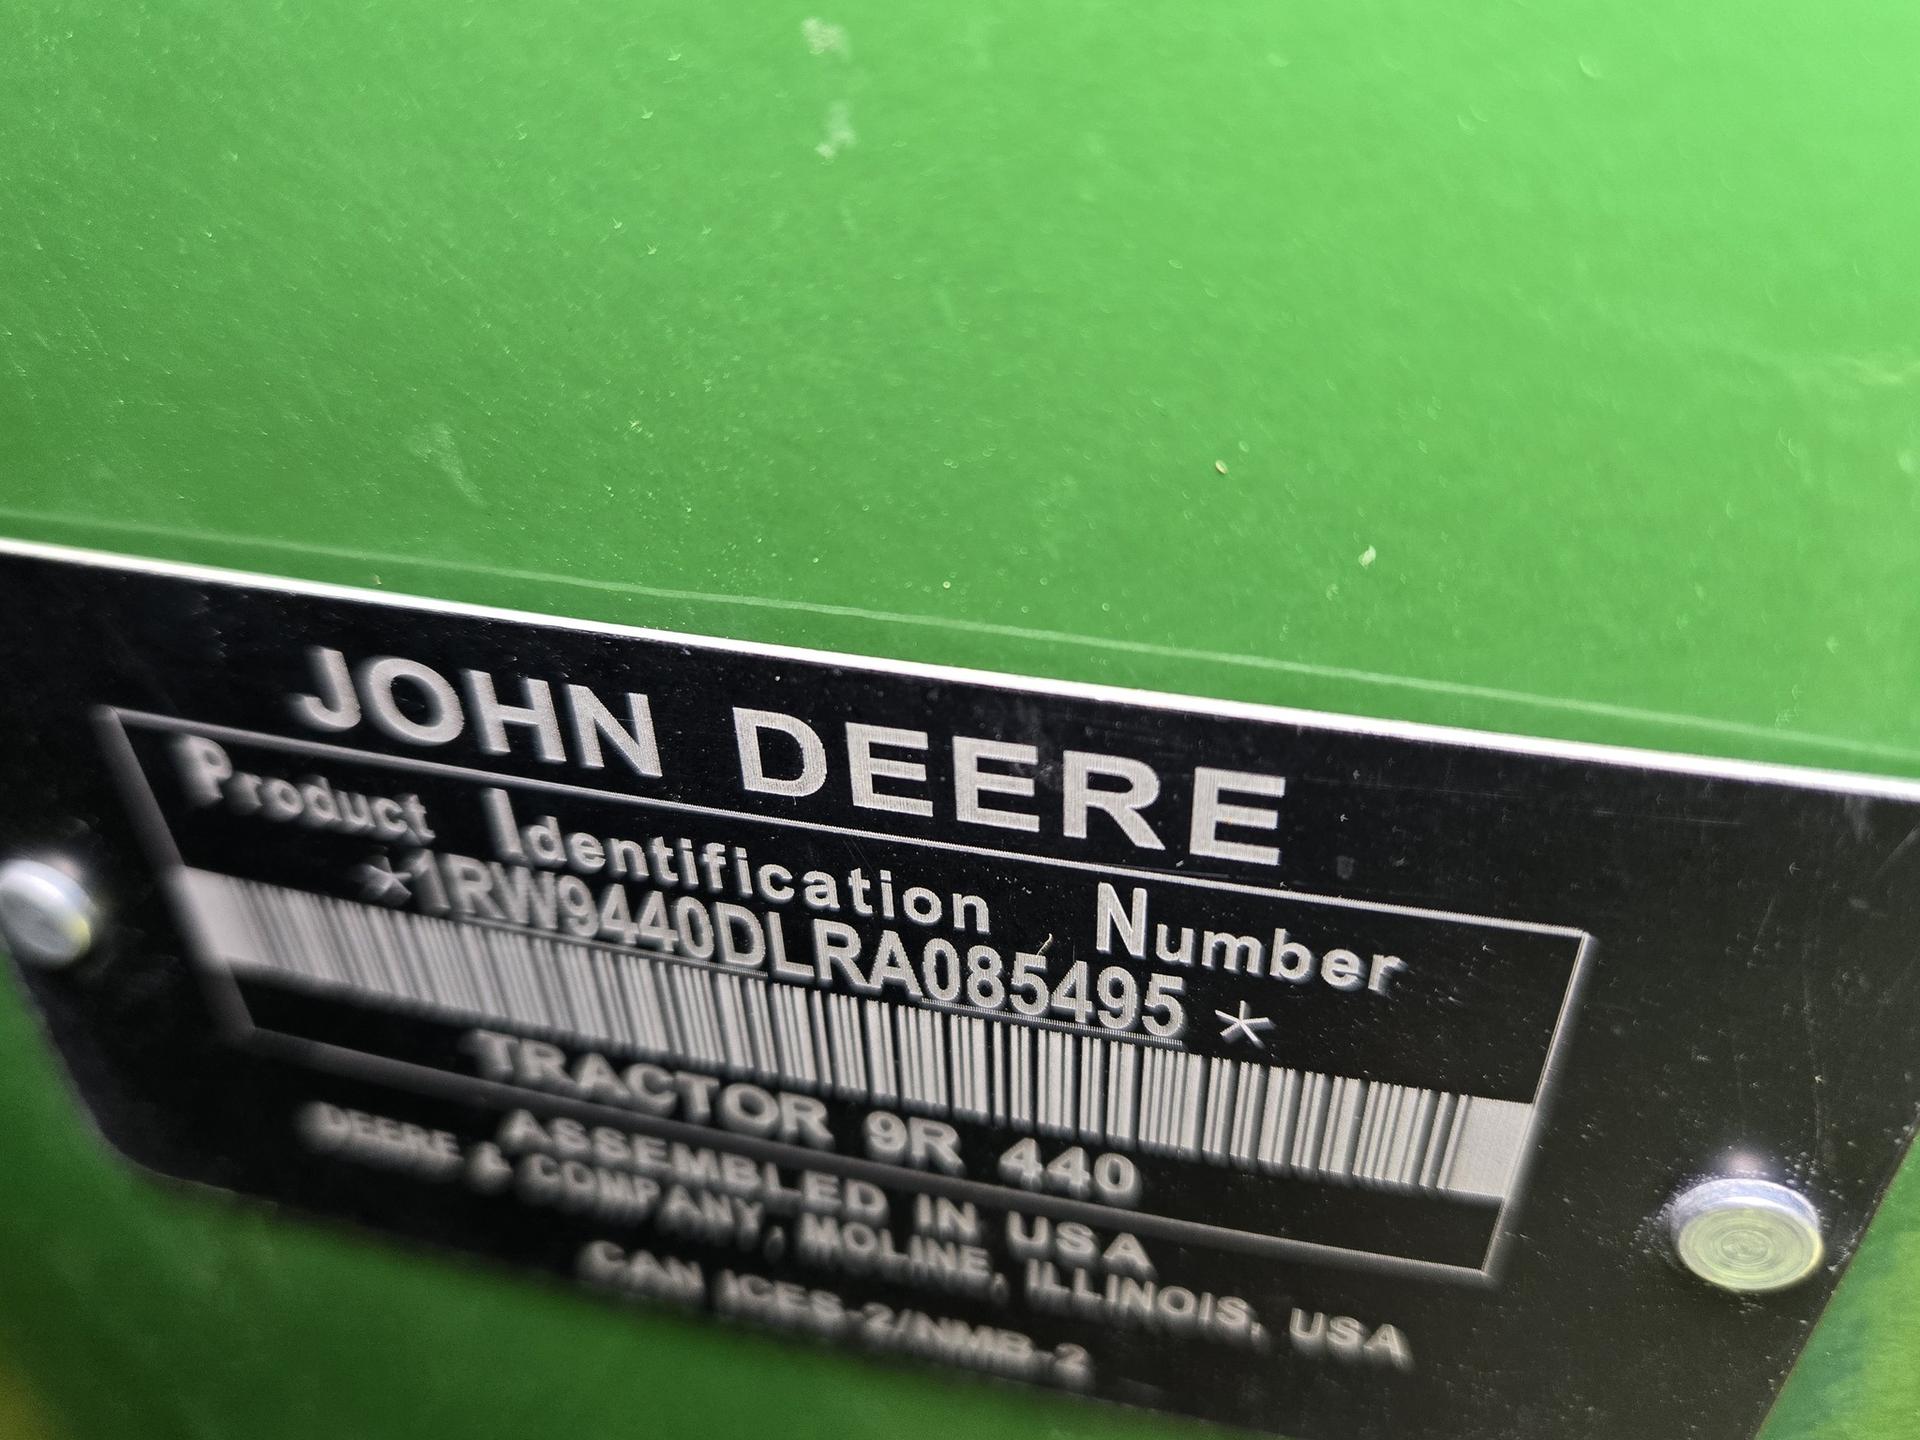 JOHN DEERE
Product Identification Number
*1RW9440DLRA085495*
TRACTOR 9R 440
ASSEMBLED IN USA
DEERE & COMPANY, MOLINE, ILLINOIS, USA
CAN ICES-2/NMB-2